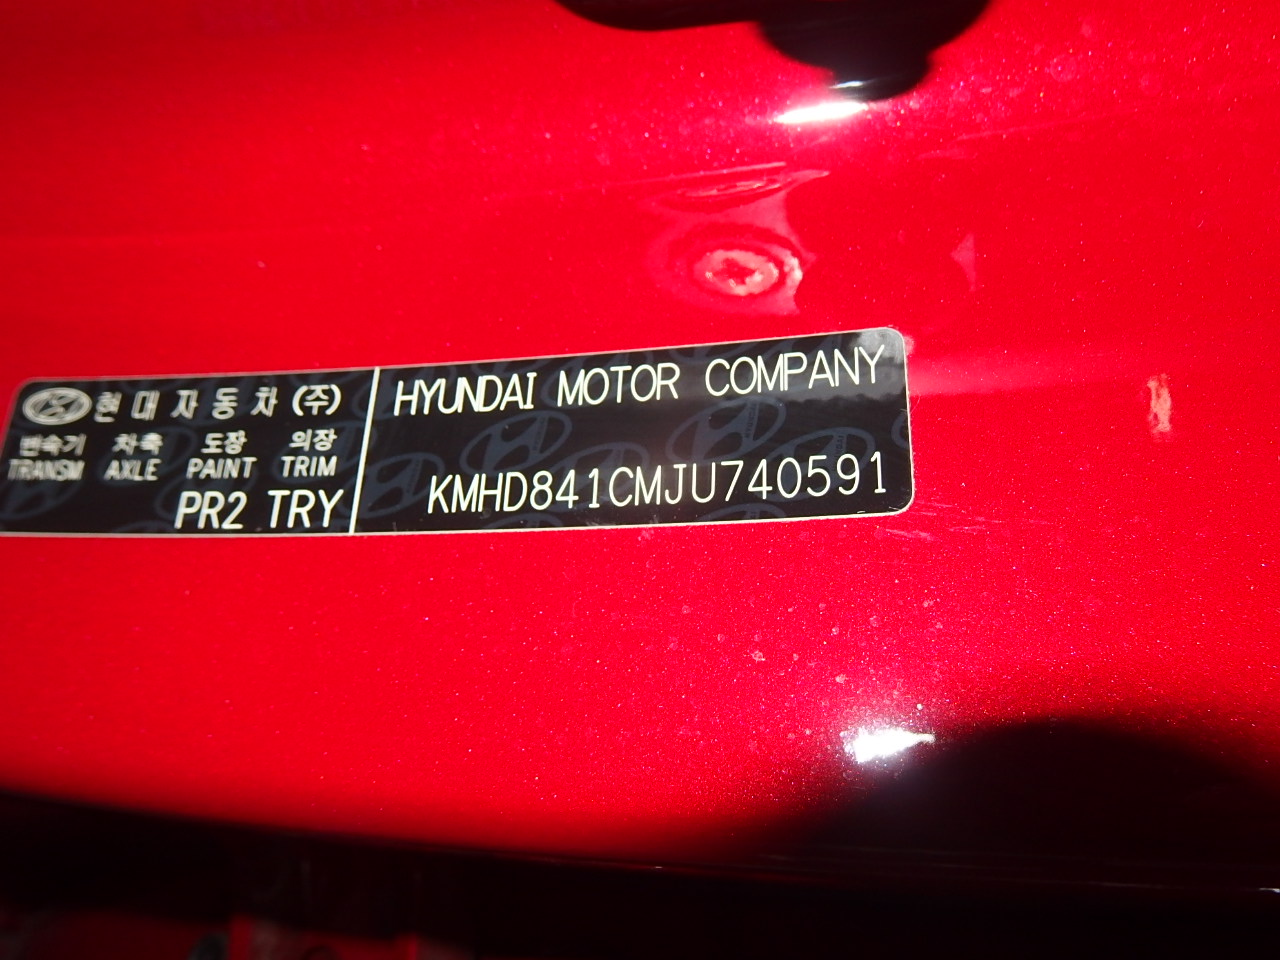 현대자동차(주)
변속기 차축 도장 의장
TRANSM AXLE PAINT TRIM
PR2 TRY
HYUNDAI MOTOR COMPANY
KMHD841CMJU740591